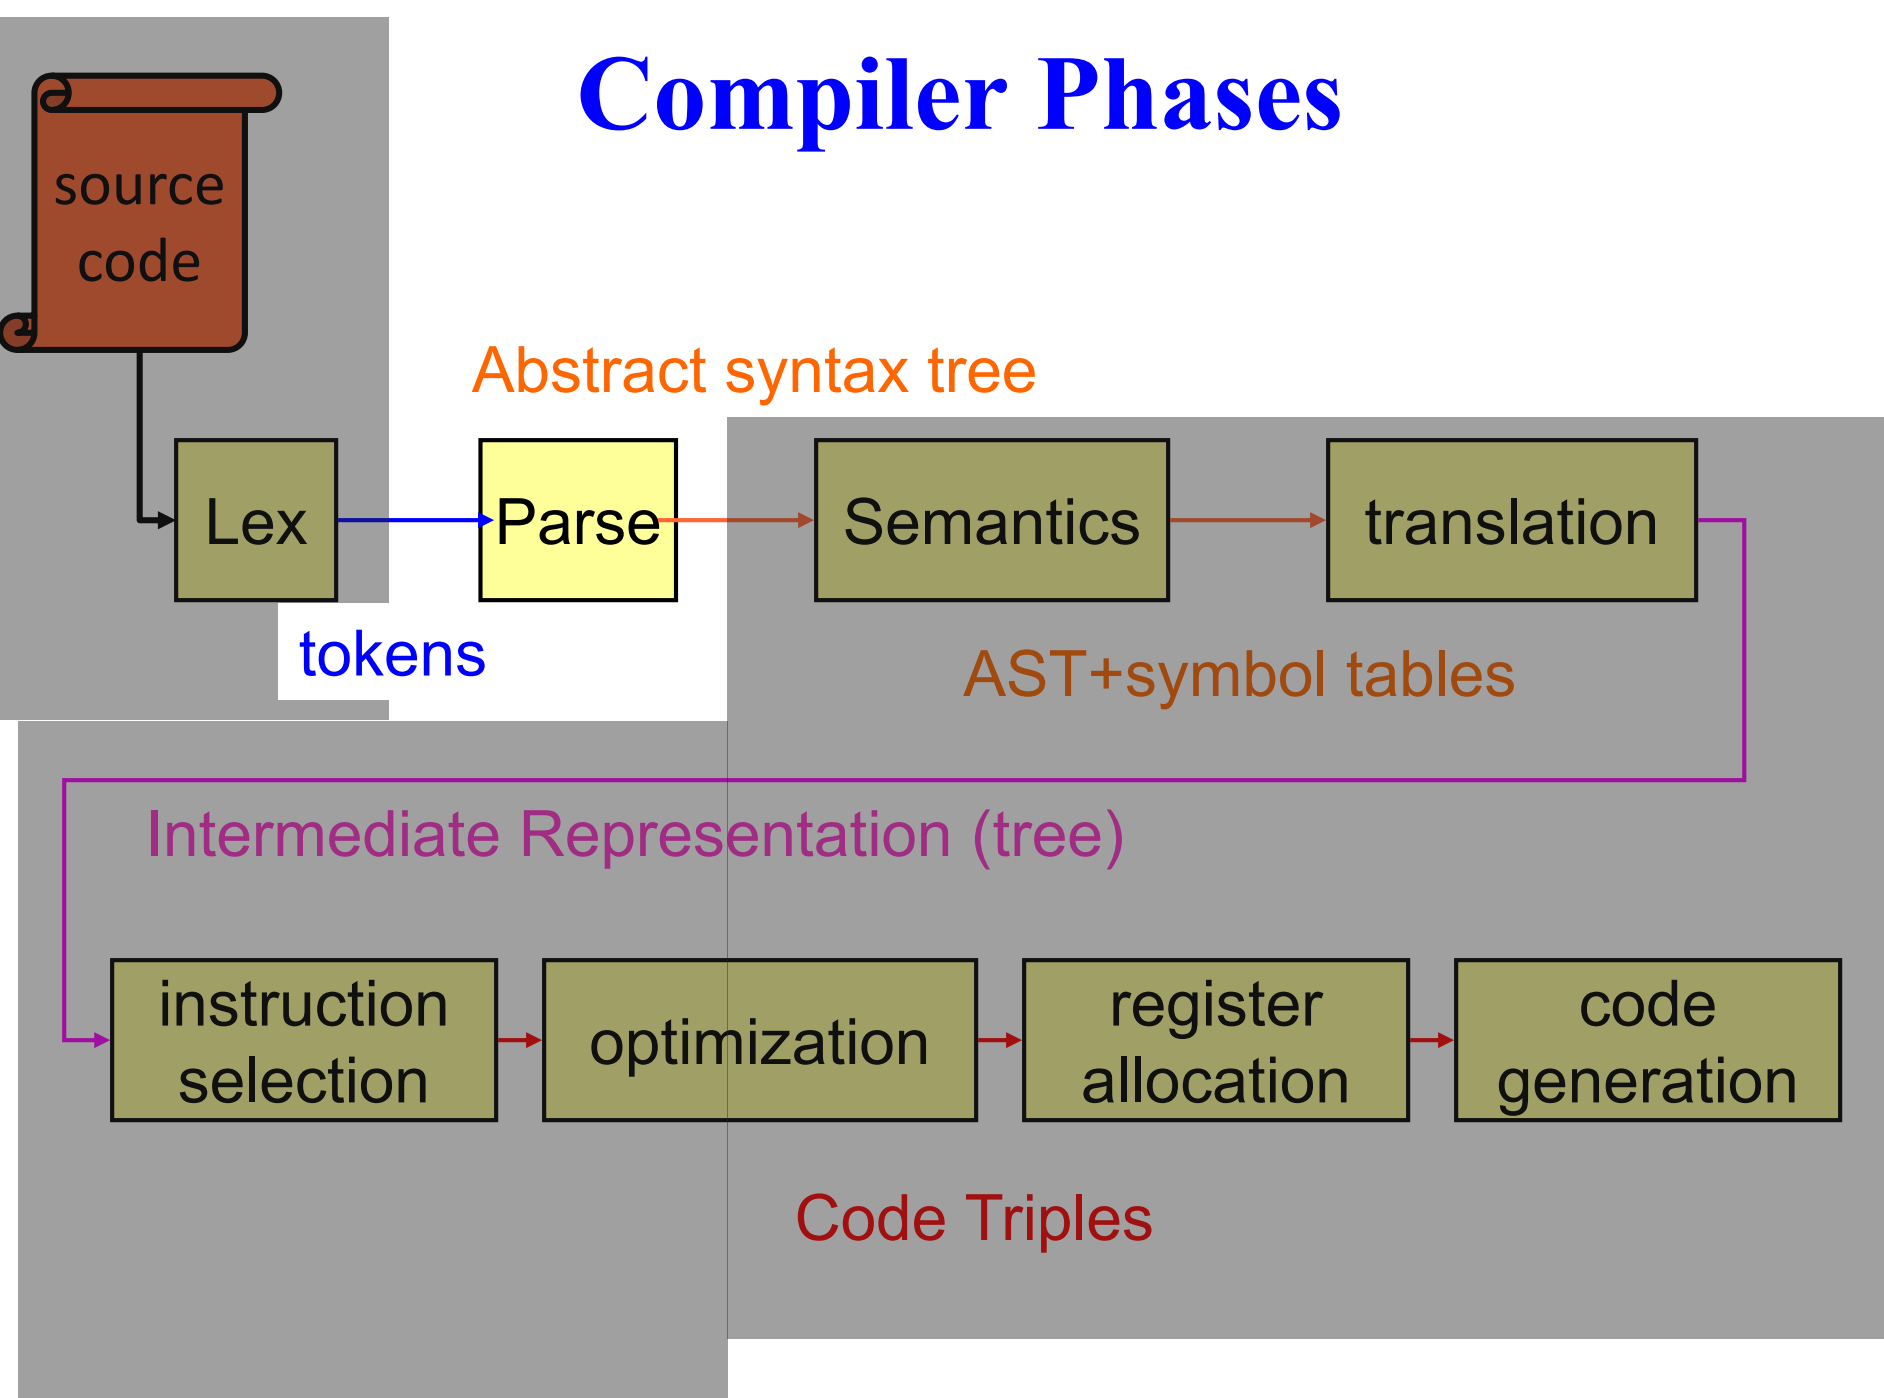 Compiler Phases
source
code
Abstract syntax tree
Lex
Parse
Semantics
translation
tokens
AST+symbol tables
Intermediate Representation (tree)
instruction
selection
optimization
register
allocation
code
generation
Code Triples